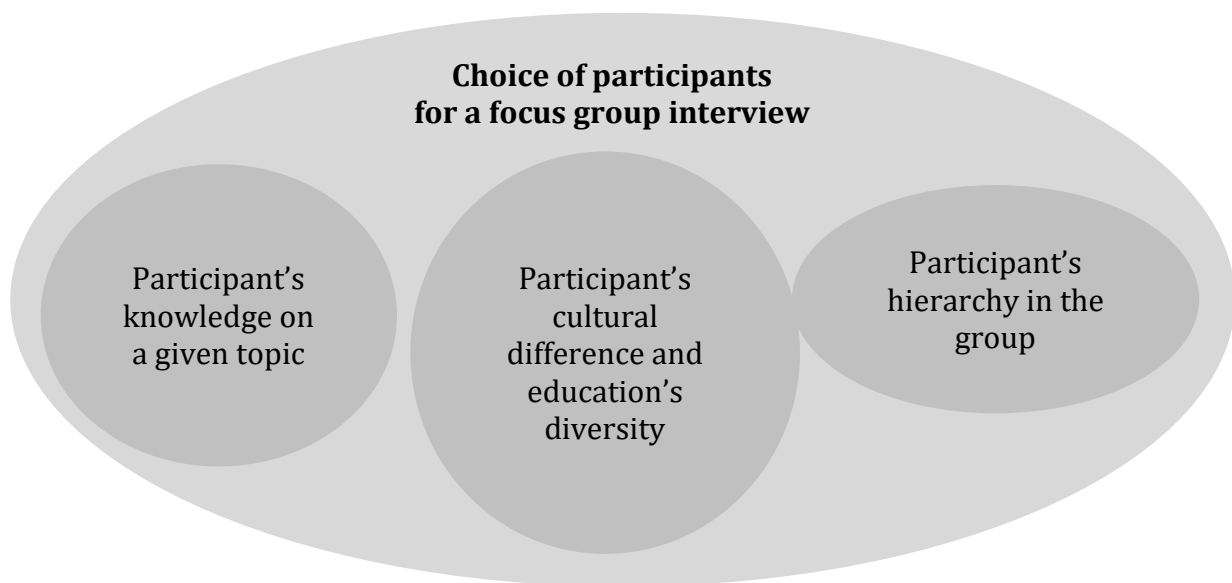 Choice of participants
for a focus group interview
Participant’s
knowledge on
a given topic
Participant’s
cultural
difference and
education’s
diversity
Participant’s
hierarchy in the
group